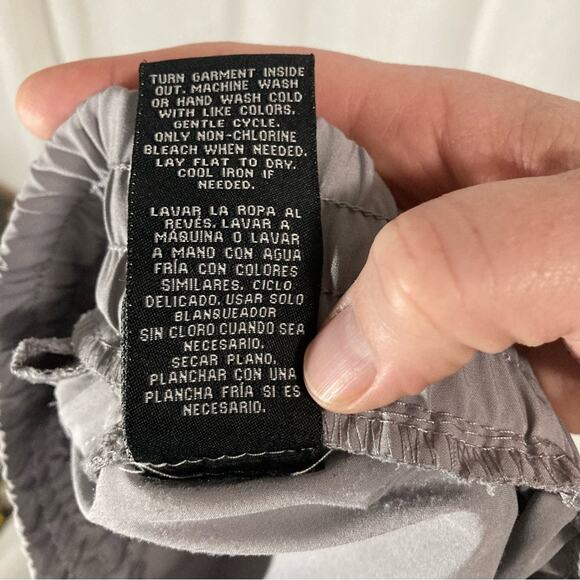 TURN GARMENT INSIDE
OUT. MACHINE WASH
OR HAND WASH COLD
WITH LIKE COLORS.
GENTLE CYCLE.
ONLY NON-CHLORINE
BLEACH WHEN NEEDED.
LAY FLAT TO DRY.
COOL IRON IF
NEEDED.
LAVAR LA ROPA AL
REVÉS. LAVAR A
MÁQUINA O LAVAR
A MANO CON AGUA
FRÍA CON COLORES
SIMILARES. CICLO
DELICADO. USAR SOLO
BLANQUEADOR
SIN CLORO CUANDO SEA
NECESARIO.
SECAR PLANO.
PLANCHAR CON UNA
PLANCHA FRÍA SI ES
NECESARIO.